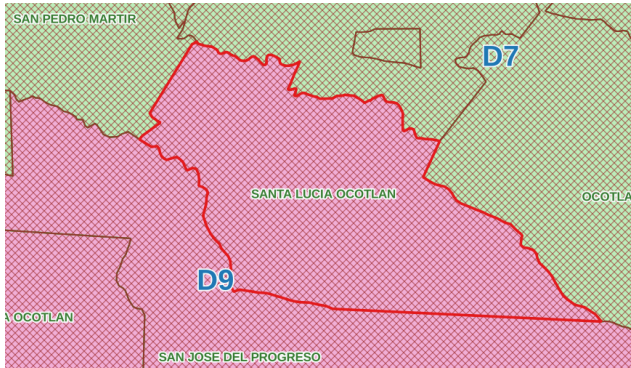 SAN PEDRO MARTIR
D7
SANTA LUCIA OCOTLAN
OCOTLA
D9
A OCOTLAN
SAN JOSE DEL PROGRESO